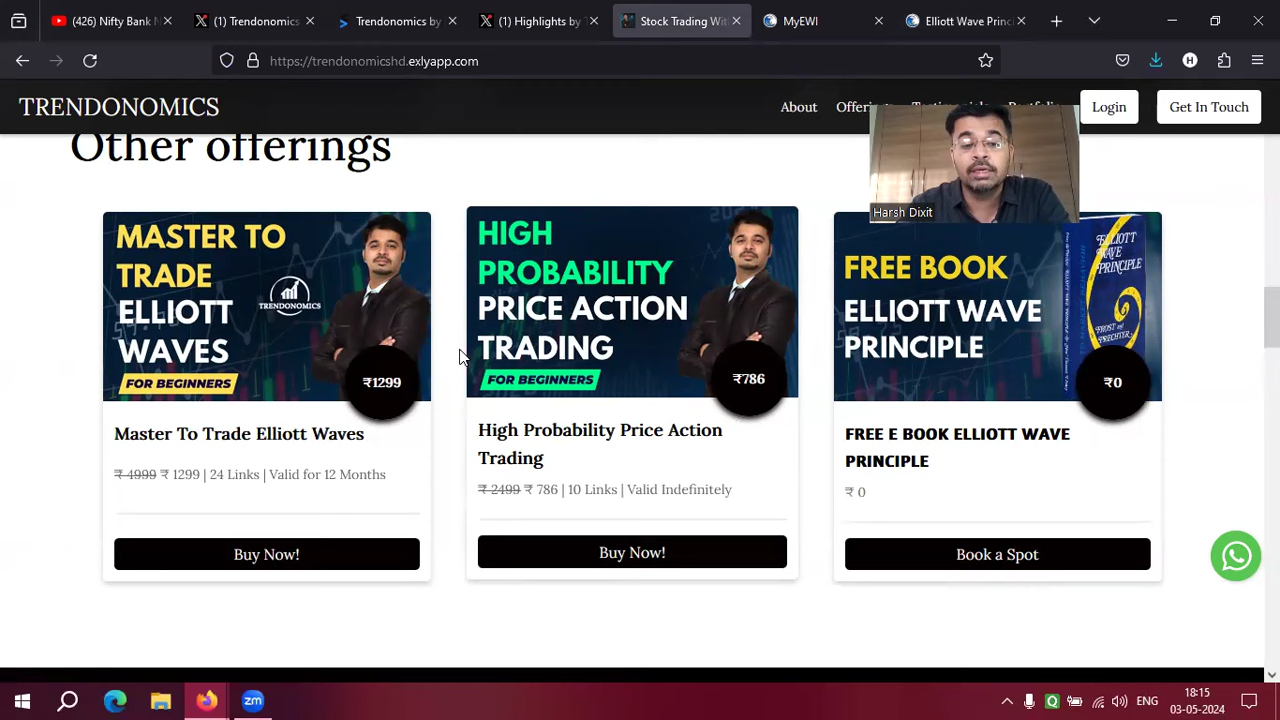 (426) Nifty Bank N
(1) Trendonomics
Trendonomics by
(1) Highlights by T
Stock Trading Wit
MyEWI
Elliott Wave Princ
https://trendonomicshd.exlyapp.com
TRENDONOMICS
About
Login
Get In Touch
Other offerings
Harsh Dixit
MASTER TO
TRADE
ELLIOTT
WAVES
FOR BEGINNERS
TRENDONOMICS
₹1299
Master To Trade Elliott Waves
₹ 4999 ₹ 1299 | 24 Links | Valid for 12 Months
Buy Now!
HIGH
PROBABILITY
PRICE ACTION
TRADING
FOR BEGINNERS
₹786
High Probability Price Action
Trading
₹ 2499 ₹ 786 | 10 Links | Valid Indefinitely
Buy Now!
FREE BOOK
ELLIOTT WAVE
PRINCIPLE
ELLIOTT
WAVE
PRINCIPLE
FROST AND
PRECHTER
₹0
FREE E BOOK ELLIOTT WAVE
PRINCIPLE
₹ 0
Book a Spot
zm
ENG
18:15
03-05-2024